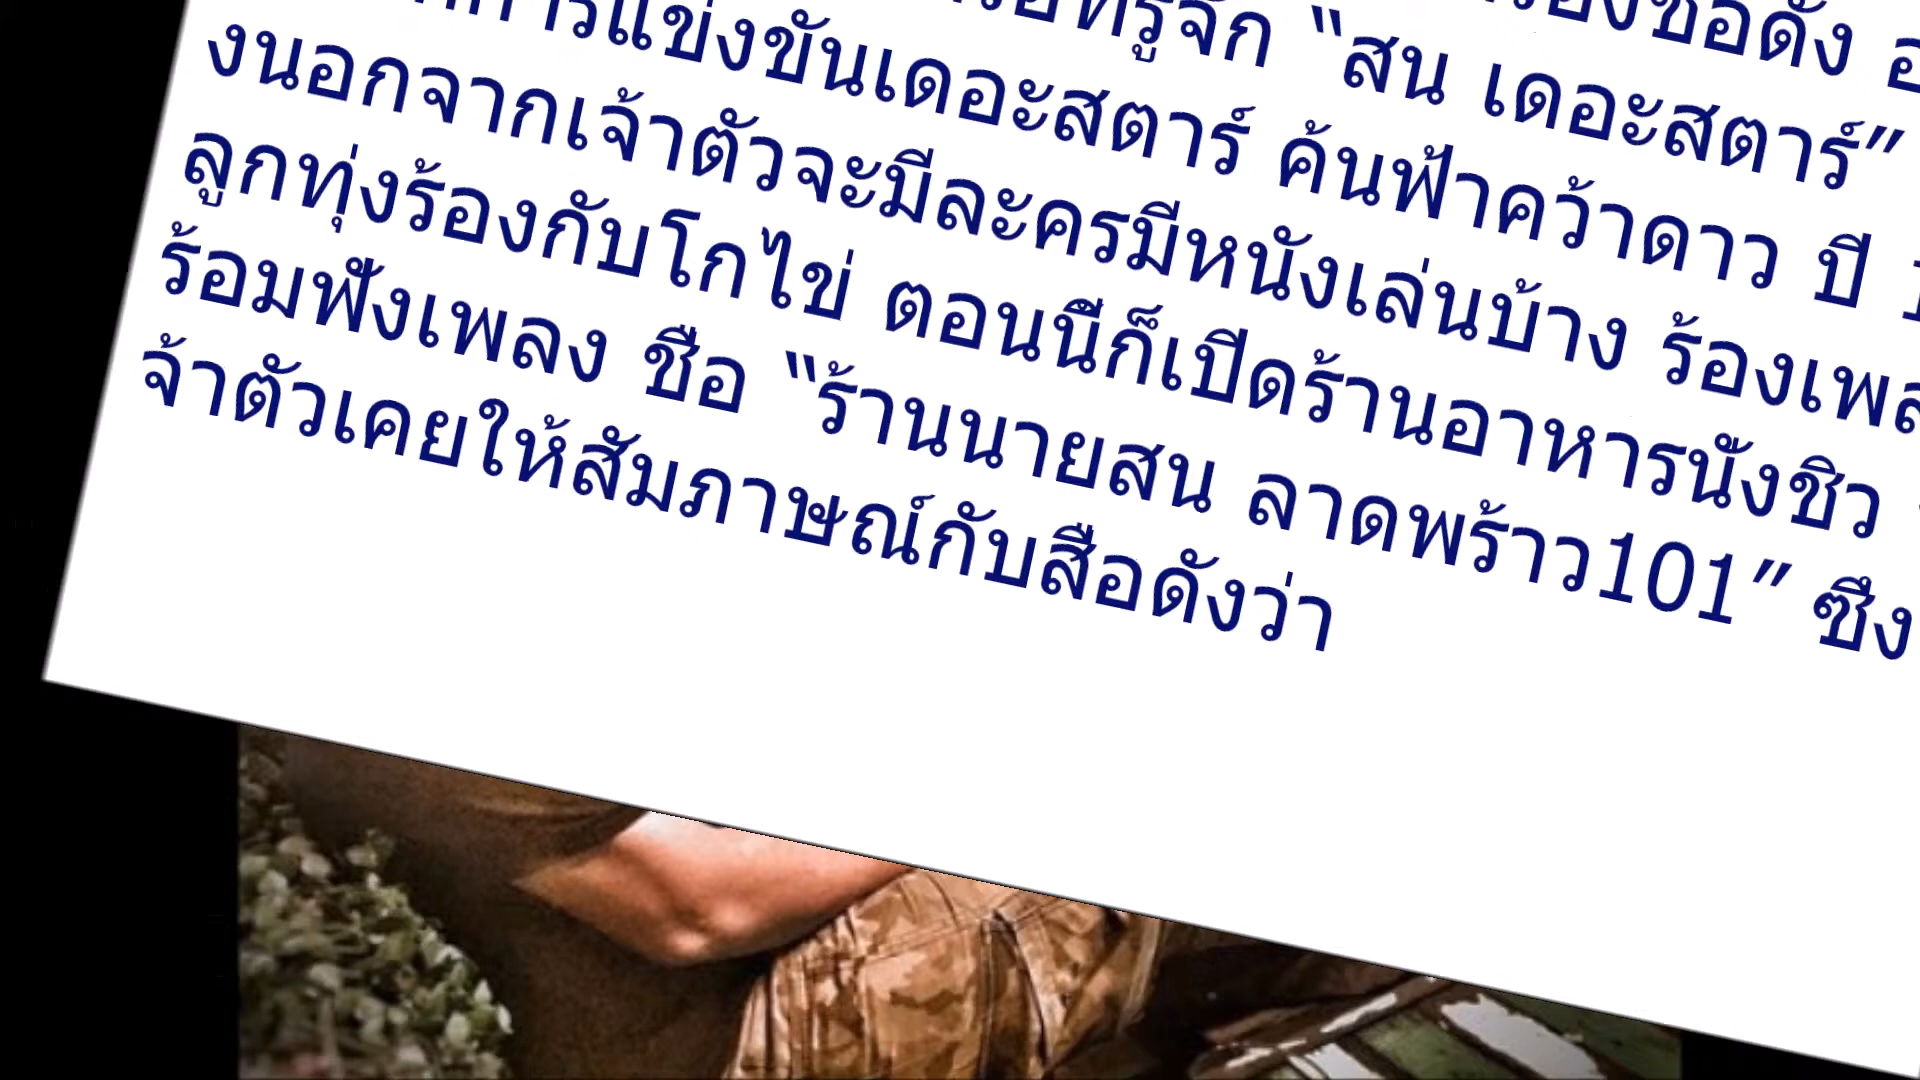 รู้จัก “สน เดอะสตาร์”
การแข่งขันเดอะสตาร์ ค้นฟ้าคว้าดาว ปี
งนอกจากเจ้าตัวจะมีละครมีหนังเล่นบ้าง ร้องเพล
ลูกทุ่งร้องกับโกไข่ ตอนนี้ก็เปิดร้านอาหารนั่งชิว
ร้อมฟังเพลง ชื่อ “ร้านนายสน ลาดพร้าว101” ซึ่ง
จ้าตัวเคยให้สัมภาษณ์กับสื่อดังว่า